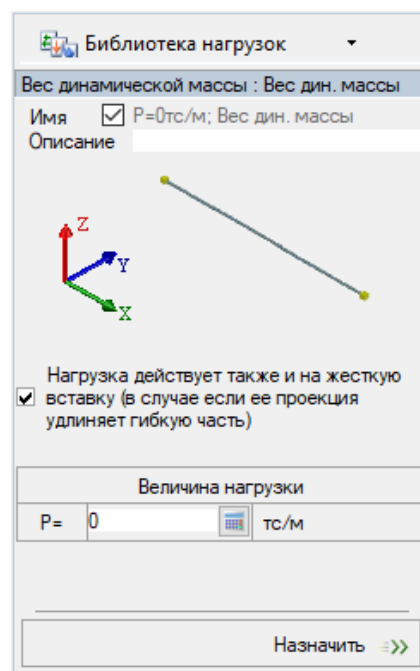 Библиотека нагрузок
Вес динамической массы : Вес дин. массы
Имя P=0тс/м; Вес дин. массы
Описание
Z
Y
X
Нагрузка действует также и на жесткую
вставку (в случае если ее проекция
удлиняет гибкую часть)
Величина нагрузки
P= 0 тс/м
Назначить